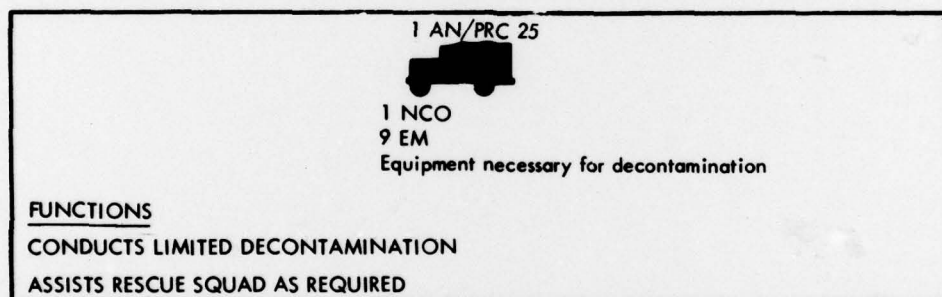 1 AN/PRC 25
1 NCO
9 EM
Equipment necessary for decontamination
FUNCTIONS
CONDUCTS LIMITED DECONTAMINATION
ASSISTS RESCUE SQUAD AS REQUIRED